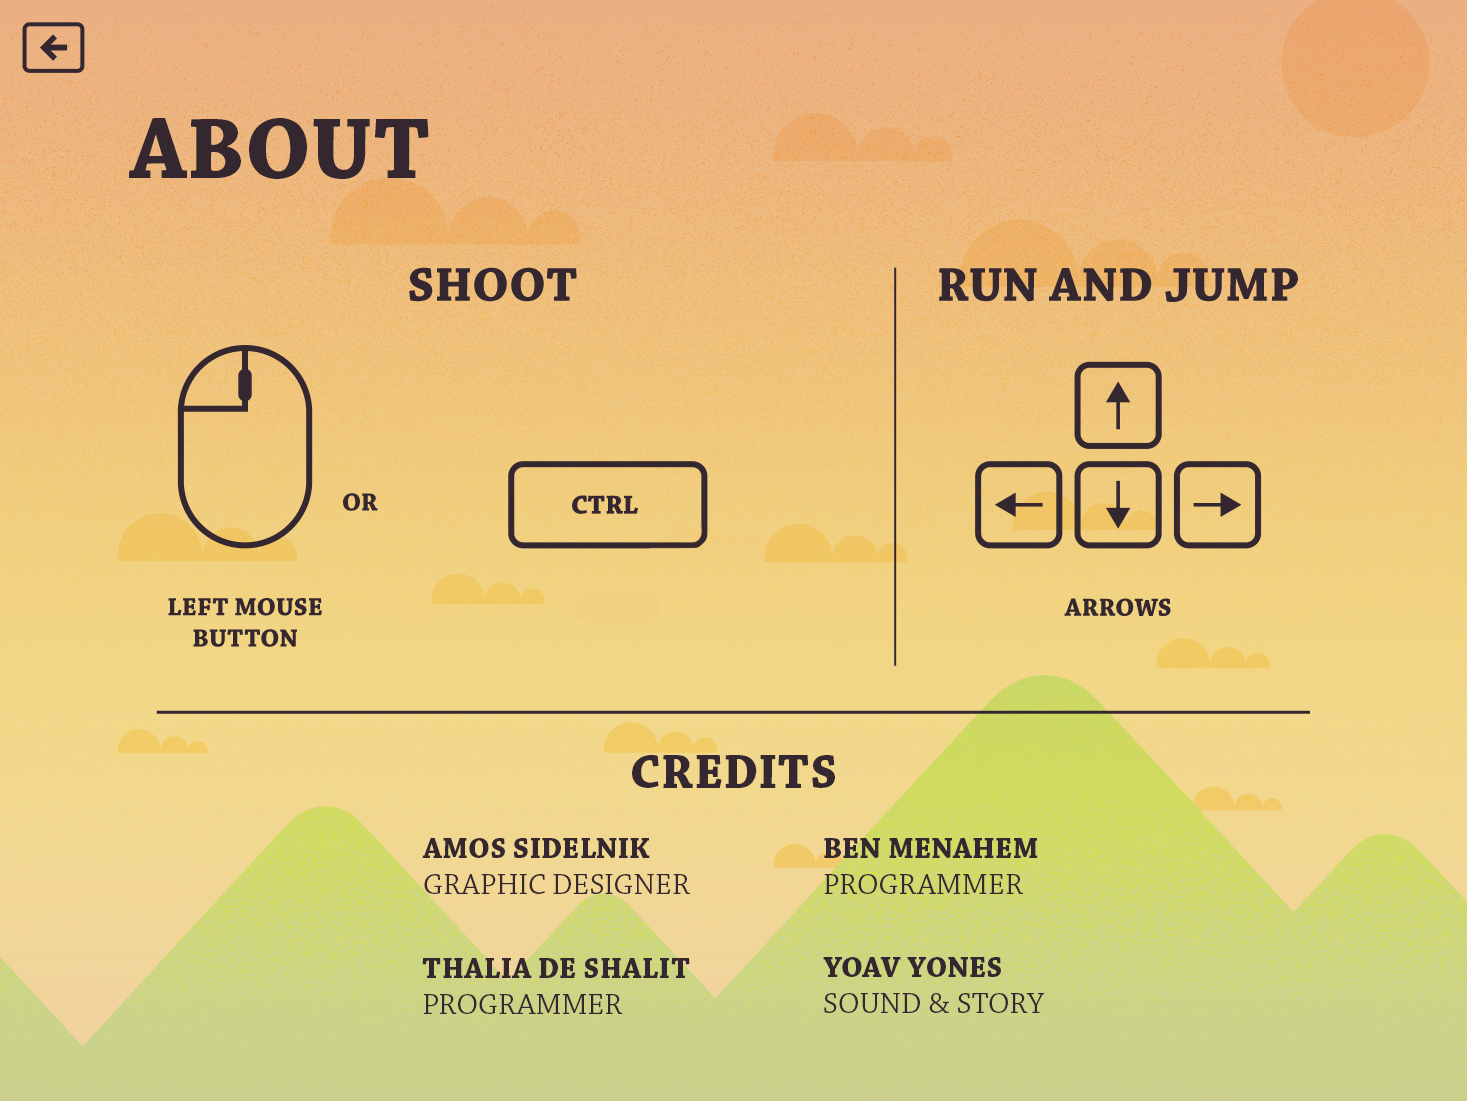 ABOUT
SHOOT
OR
CTRL
LEFT MOUSE
BUTTON
RUN AND JUMP
ARROWS
CREDITS
AMOS SIDELNIK
GRAPHIC DESIGNER
BEN MENAHEM
PROGRAMMER
THALIA DE SHALIT
PROGRAMMER
YOAV YONES
SOUND & STORY